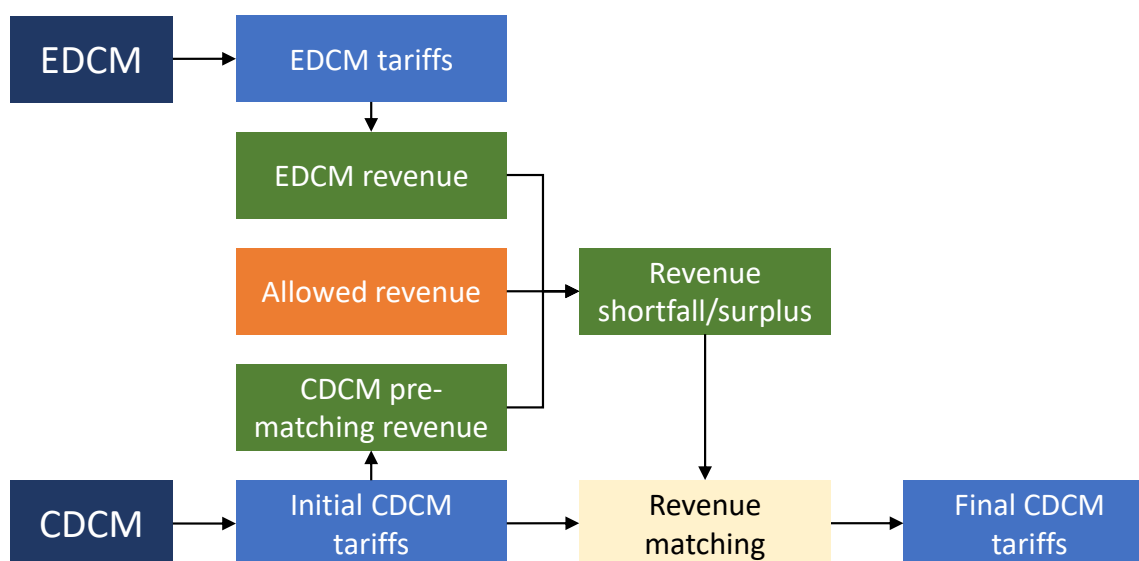 EDCM
EDCM tariffs
EDCM revenue
Allowed revenue
Revenue
shortfall/surplus
CDCM pre-
matching revenue
CDCM
Initial CDCM
tariffs
Revenue
matching
Final CDCM
tariffs